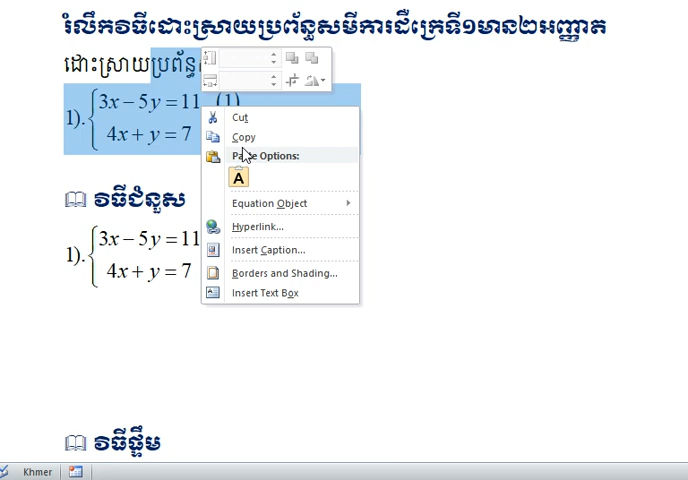 រំលឹកវិធីដោះស្រាយប្រព័ន្ធសមីការដឺក្រេទី១មាន២អញ្ញាត
ដោះស្រាយប្រព័ន្ធ
1). 3x − 5y = 11 (1)
4x + y = 7
Cut
Copy
Paste Options:
A
Equation Object
Hyperlink...
Insert Caption...
Borders and Shading...
Insert Text Box
វិធីជំនួស
1). 3x − 5y = 11
4x + y = 7
វិធីផ្ទឹម
Khmer